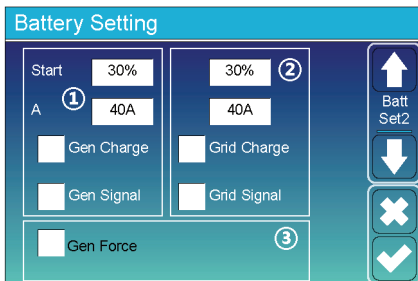 Battery Setting
Start 30% 30% ②
A ① 40A 40A
Gen Charge Grid Charge
Gen Signal Grid Signal
Gen Force ③
Batt
Set2